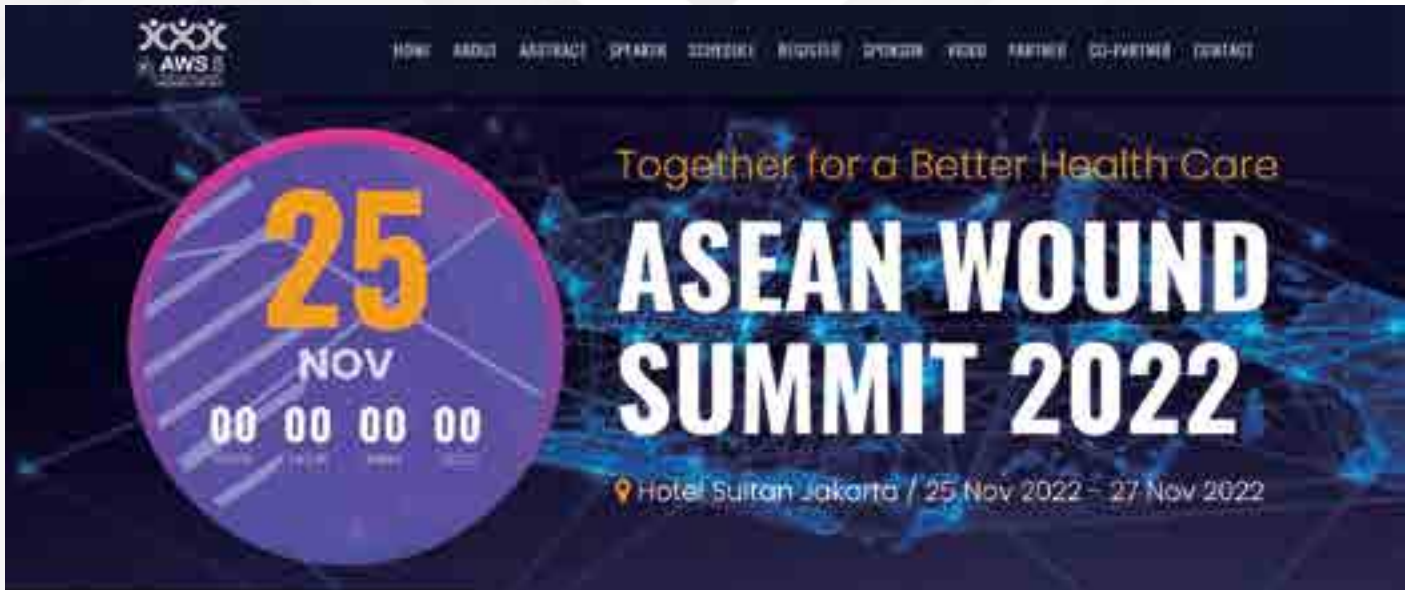 AWS
HOME ABOUT ABSTRACT SPEAKER SCHEDULE REGISTER SPONSOR VIDEO PARTNER CO-PARTNER CONTACT
Together for a Better Health Care
25
NOV
00 00 00 00
ASEAN WOUND
SUMMIT 2022
Hotel Sultan Jakarta / 25 Nov 2022 - 27 Nov 2022